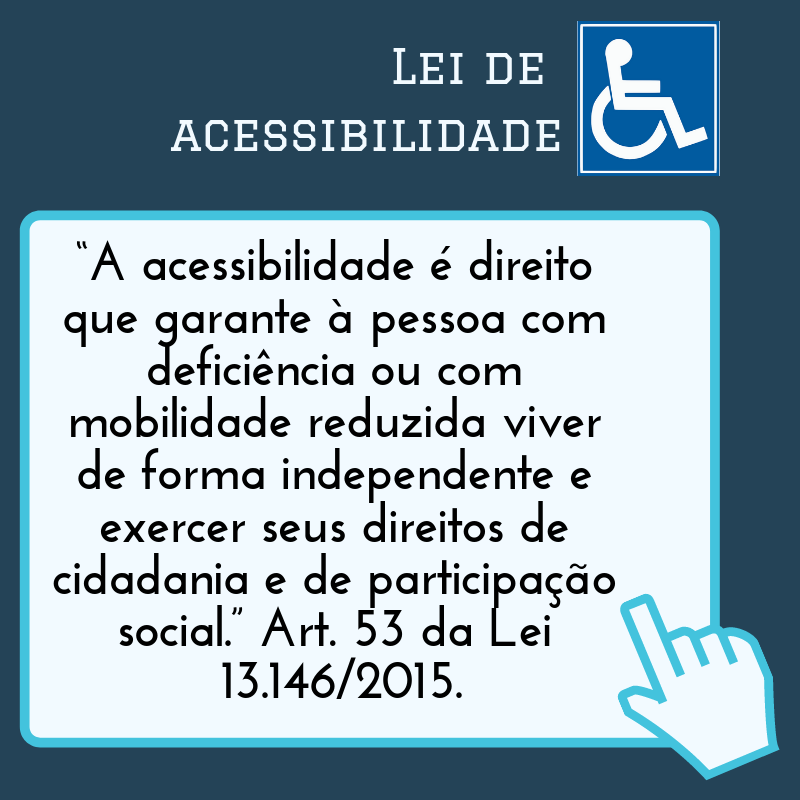 Lei de
acessibilidade
“A acessibilidade é direito
que garante à pessoa com
deficiência ou com
mobilidade reduzida viver
de forma independente e
exercer seus direitos de
cidadania e de participação
social.” Art. 53 da Lei
13.146/2015.